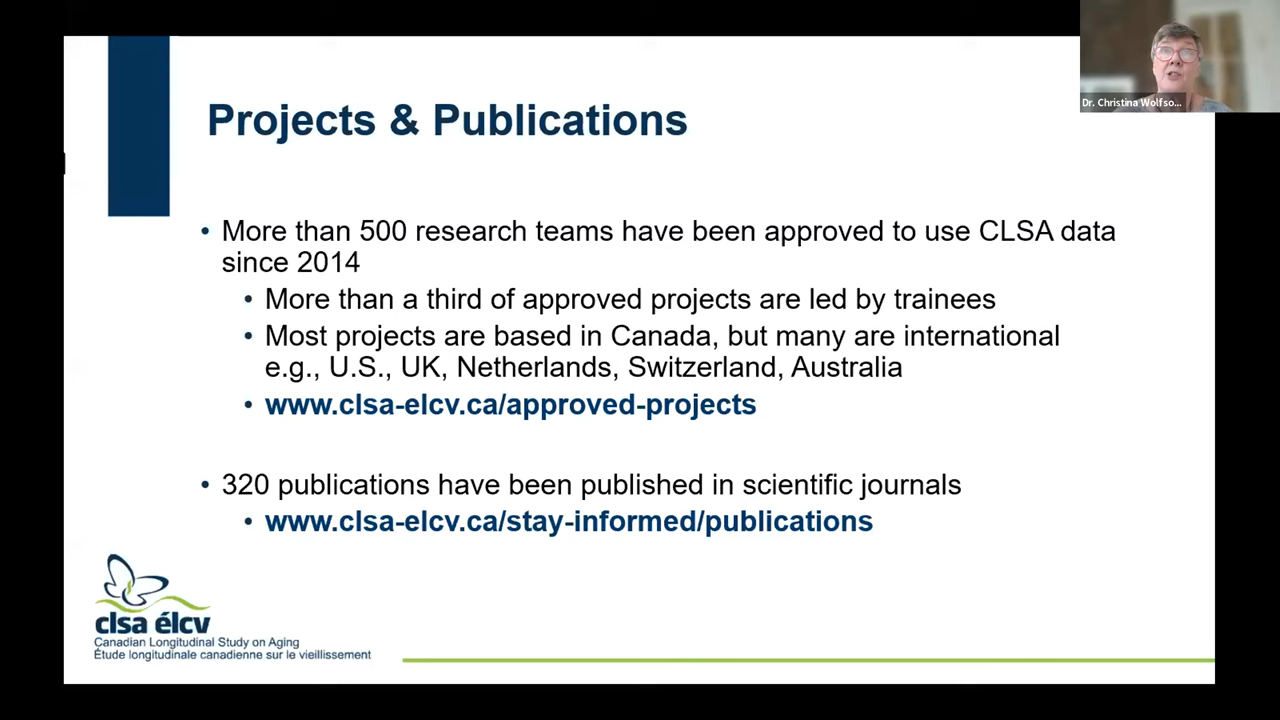 Dr. Christina Wolfso...
Projects & Publications
• More than 500 research teams have been approved to use CLSA data
since 2014
• More than a third of approved projects are led by trainees
• Most projects are based in Canada, but many are international
e.g., U.S., UK, Netherlands, Switzerland, Australia
• www.clsa-elcv.ca/approved-projects
• 320 publications have been published in scientific journals
• www.clsa-elcv.ca/stay-informed/publications
clsa élcv
Canadian Longitudinal Study on Aging
Étude longitudinale canadienne sur le vieillissement